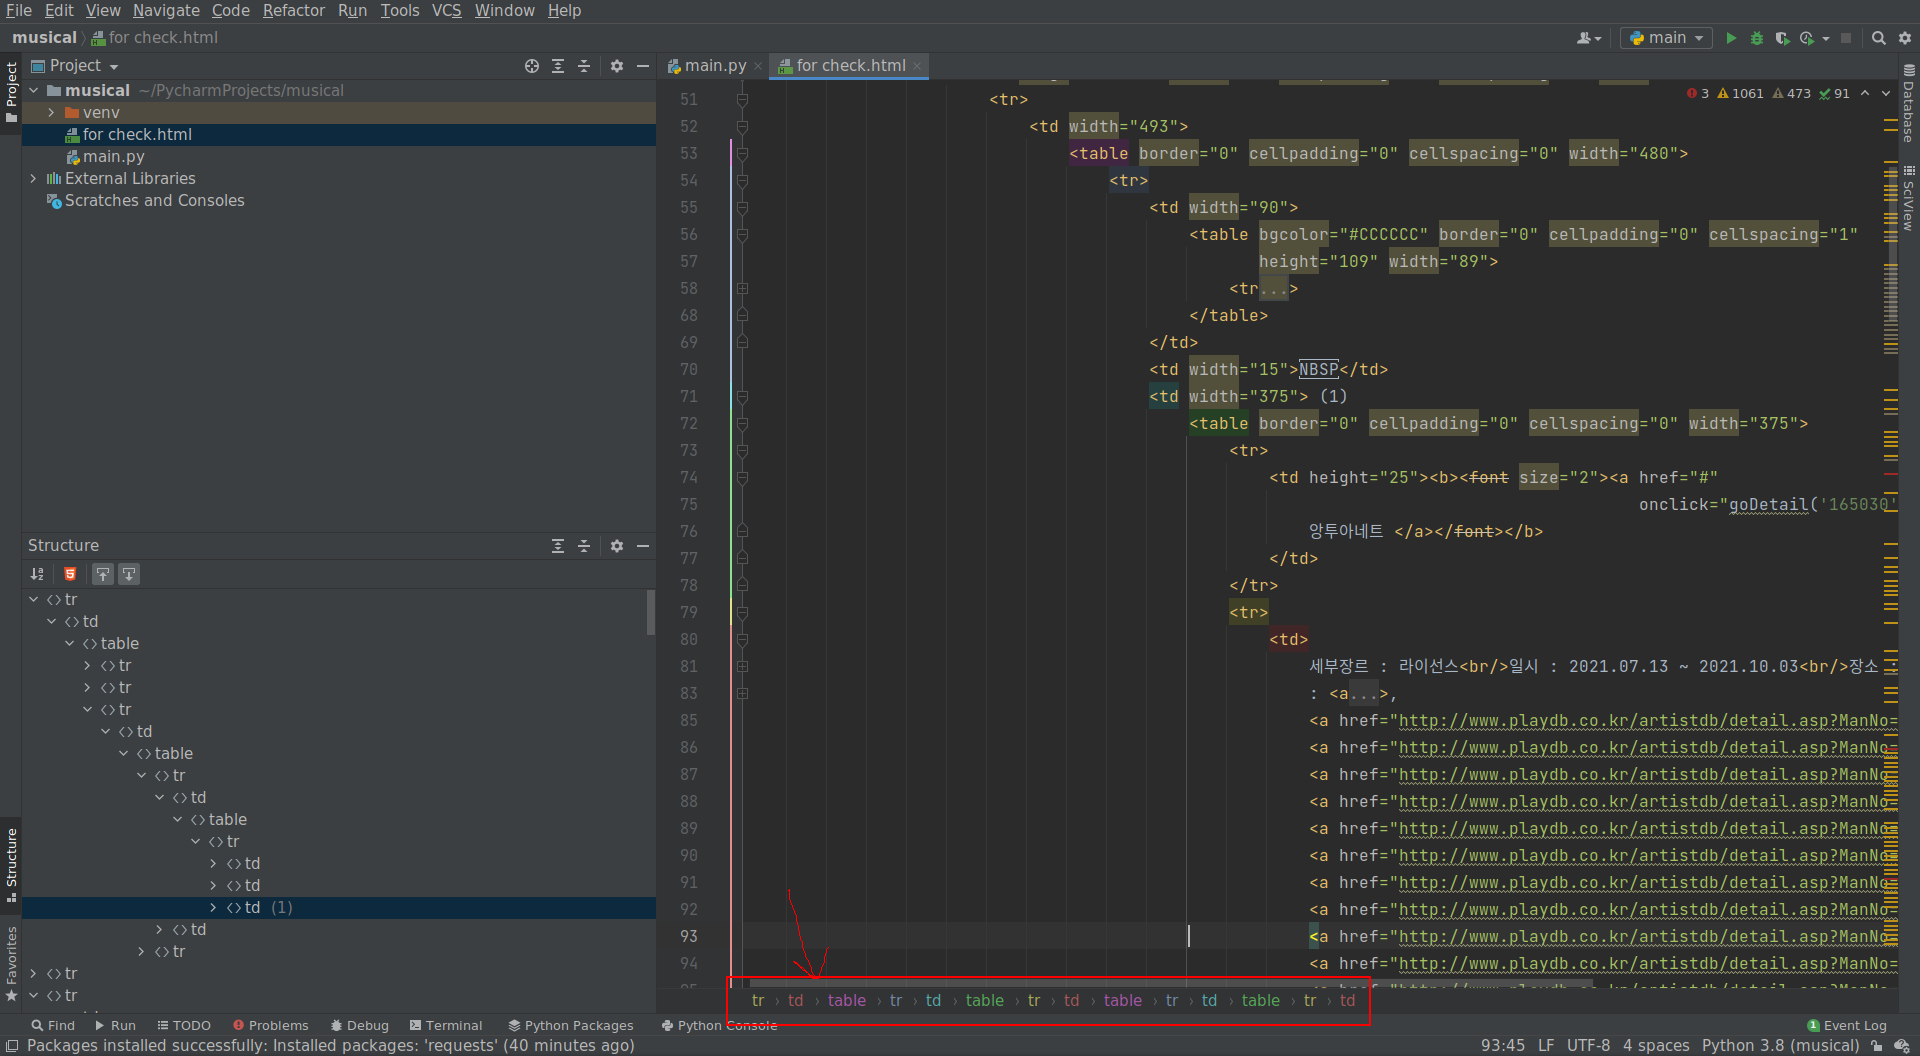 File Edit View Navigate Code Refactor Run Tools VCS Window Help
musical for check.html
main
Project
musical ~/PycharmProjects/musical
venv
for check.html
main.py
External Libraries
Scratches and Consoles
Structure
tr
td
table
tr
tr
tr
td
table
tr
td
table
tr
td
td
td (1)
td
tr
tr
tr
Project
Structure
Favorites
main.py
for check.html
3 1061 473 91
51 <tr>
52 <td width="493">
53 <table border="0" cellpadding="0" cellspacing="0" width="480">
54 <tr>
55 <td width="90">
56 <table bgcolor="#CCCCCC" border="0" cellpadding="0" cellspacing="1"
57 height="109" width="89">
58 <tr...>
68 </table>
69 </td>
70 <td width="15">NBSP</td>
71 <td width="375"> (1)
72 <table border="0" cellpadding="0" cellspacing="0" width="375">
73 <tr>
74 <td height="25"><b><font size="2"><a href="#"
75 onclick="goDetail('165030'
76 앙투아네트 </a></font></b>
77 </td>
78 </tr>
79 <tr>
80 <td>
81 세부장르 : 라이선스<br/>일시 : 2021.07.13 ~ 2021.10.03<br/>장소 :
83 : <a...>,
85 <a href="http://www.playdb.co.kr/artistdb/detail.asp?ManNo=
86 <a href="http://www.playdb.co.kr/artistdb/detail.asp?ManNo=
87 <a href="http://www.playdb.co.kr/artistdb/detail.asp?ManNo=
88 <a href="http://www.playdb.co.kr/artistdb/detail.asp?ManNo=
89 <a href="http://www.playdb.co.kr/artistdb/detail.asp?ManNo=
90 <a href="http://www.playdb.co.kr/artistdb/detail.asp?ManNo=
91 <a href="http://www.playdb.co.kr/artistdb/detail.asp?ManNo=
92 <a href="http://www.playdb.co.kr/artistdb/detail.asp?ManNo=
93 <a href="http://www.playdb.co.kr/artistdb/detail.asp?ManNo=
94 <a href="http://www.playdb.co.kr/artistdb/detail.asp?ManNo=
tr › td › table › tr › td › table › tr › td › table › tr › td › table › tr › td
Database
SciView
Find Run TODO Problems Debug Terminal Python Packages Python Console 1 Event Log
Packages installed successfully: Installed packages: 'requests' (40 minutes ago) 93:45 LF UTF-8 4 spaces Python 3.8 (musical)